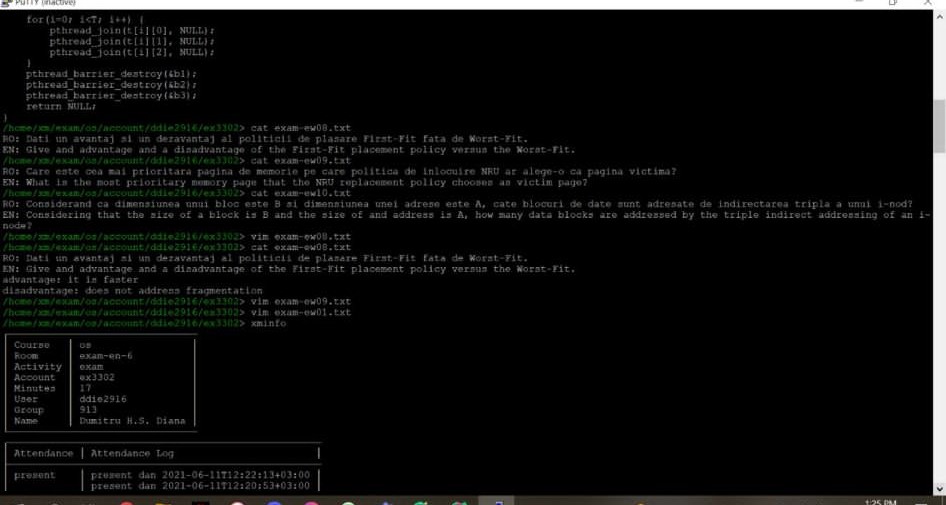 PuTTY (inactive)
for(i=0; i<T; i++) {
pthread_join(t[i][0], NULL);
pthread_join(t[i][1], NULL);
pthread_join(t[i][2], NULL);
}
pthread_barrier_destroy(&b1);
pthread_barrier_destroy(&b2);
pthread_barrier_destroy(&b3);
return NULL;
}
/home/xm/exam/os/account/ddie2916/ex3302> cat exam-ew08.txt
RO: Dati un avantaj si un dezavantaj al politicii de plasare First-Fit fata de Worst-Fit.
EN: Give and advantage and a disadvantage of the First-Fit placement policy versus the Worst-Fit.
/home/xm/exam/os/account/ddie2916/ex3302> cat exam-ew09.txt
RO: Care este cea mai prioritara pagina de memorie pe care politica de inlocuire NRU ar alege-o ca pagina victima?
EN: What is the most prioritary memory page that the NRU replacement policy chooses as victim page?
/home/xm/exam/os/account/ddie2916/ex3302> cat exam-ew10.txt
RO: Considerand ca dimensiunea unui bloc este B si dimensiunea unei adrese este A, cate blocuri de date sunt adresate de indirectarea tripla a unui i-nod?
EN: Considering that the size of a block is B and the size of and address is A, how many data blocks are addressed by the triple indirect addressing of an i-
node?
/home/xm/exam/os/account/ddie2916/ex3302> vim exam-ew08.txt
/home/xm/exam/os/account/ddie2916/ex3302> cat exam-ew08.txt
RO: Dati un avantaj si un dezavantaj al politicii de plasare First-Fit fata de Worst-Fit.
EN: Give and advantage and a disadvantage of the First-Fit placement policy versus the Worst-Fit.
advantage: it is faster
disadvantage: does not address fragmentation
/home/xm/exam/os/account/ddie2916/ex3302> vim exam-ew09.txt
/home/xm/exam/os/account/ddie2916/ex3302> vim exam-ew01.txt
/home/xm/exam/os/account/ddie2916/ex3302> xminfo
Course | os
Room | exam-en-6
Activity | exam
Account | ex3302
Minutes | 17
User | ddie2916
Group | 913
Name | Dumitru H.S. Diana
Attendance | Attendance Log
present | present dan 2021-06-11T12:22:13+03:00
present dan 2021-06-11T12:20:53+03:00
1:25 PM